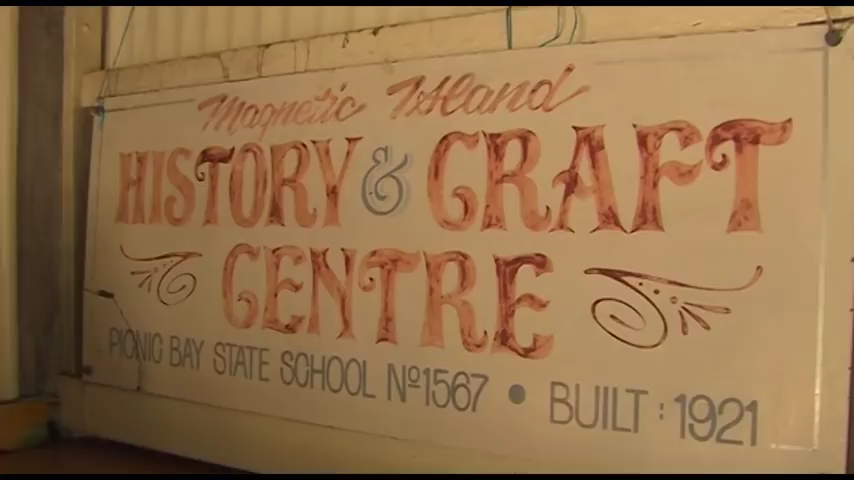 Magnetic Island
HISTORY & CRAFT
CENTRE
PICNIC BAY STATE SCHOOL Nº1567 • BUILT : 1921